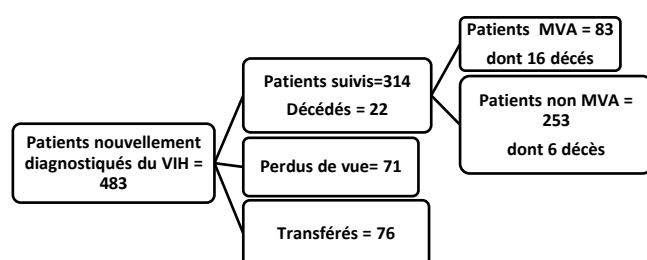 Patients nouvellement
diagnostiqués du VIH =
483
Patients suivis=314
Décédés = 22
Perdus de vue= 71
Transférés = 76
Patients  MVA = 83
dont 16 décés
Patients non MVA =
253
dont 6 décès